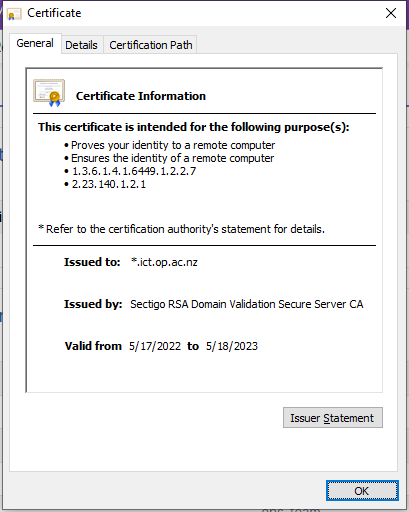 Certificate
General Details Certification Path
Certificate Information
This certificate is intended for the following purpose(s):
• Proves your identity to a remote computer
• Ensures the identity of a remote computer
• 1.3.6.1.4.1.6449.1.2.2.7
• 2.23.140.1.2.1
* Refer to the certification authority's statement for details.
Issued to: *.ict.op.ac.nz
Issued by: Sectigo RSA Domain Validation Secure Server CA
Valid from 5/17/2022 to 5/18/2023
Issuer Statement
OK